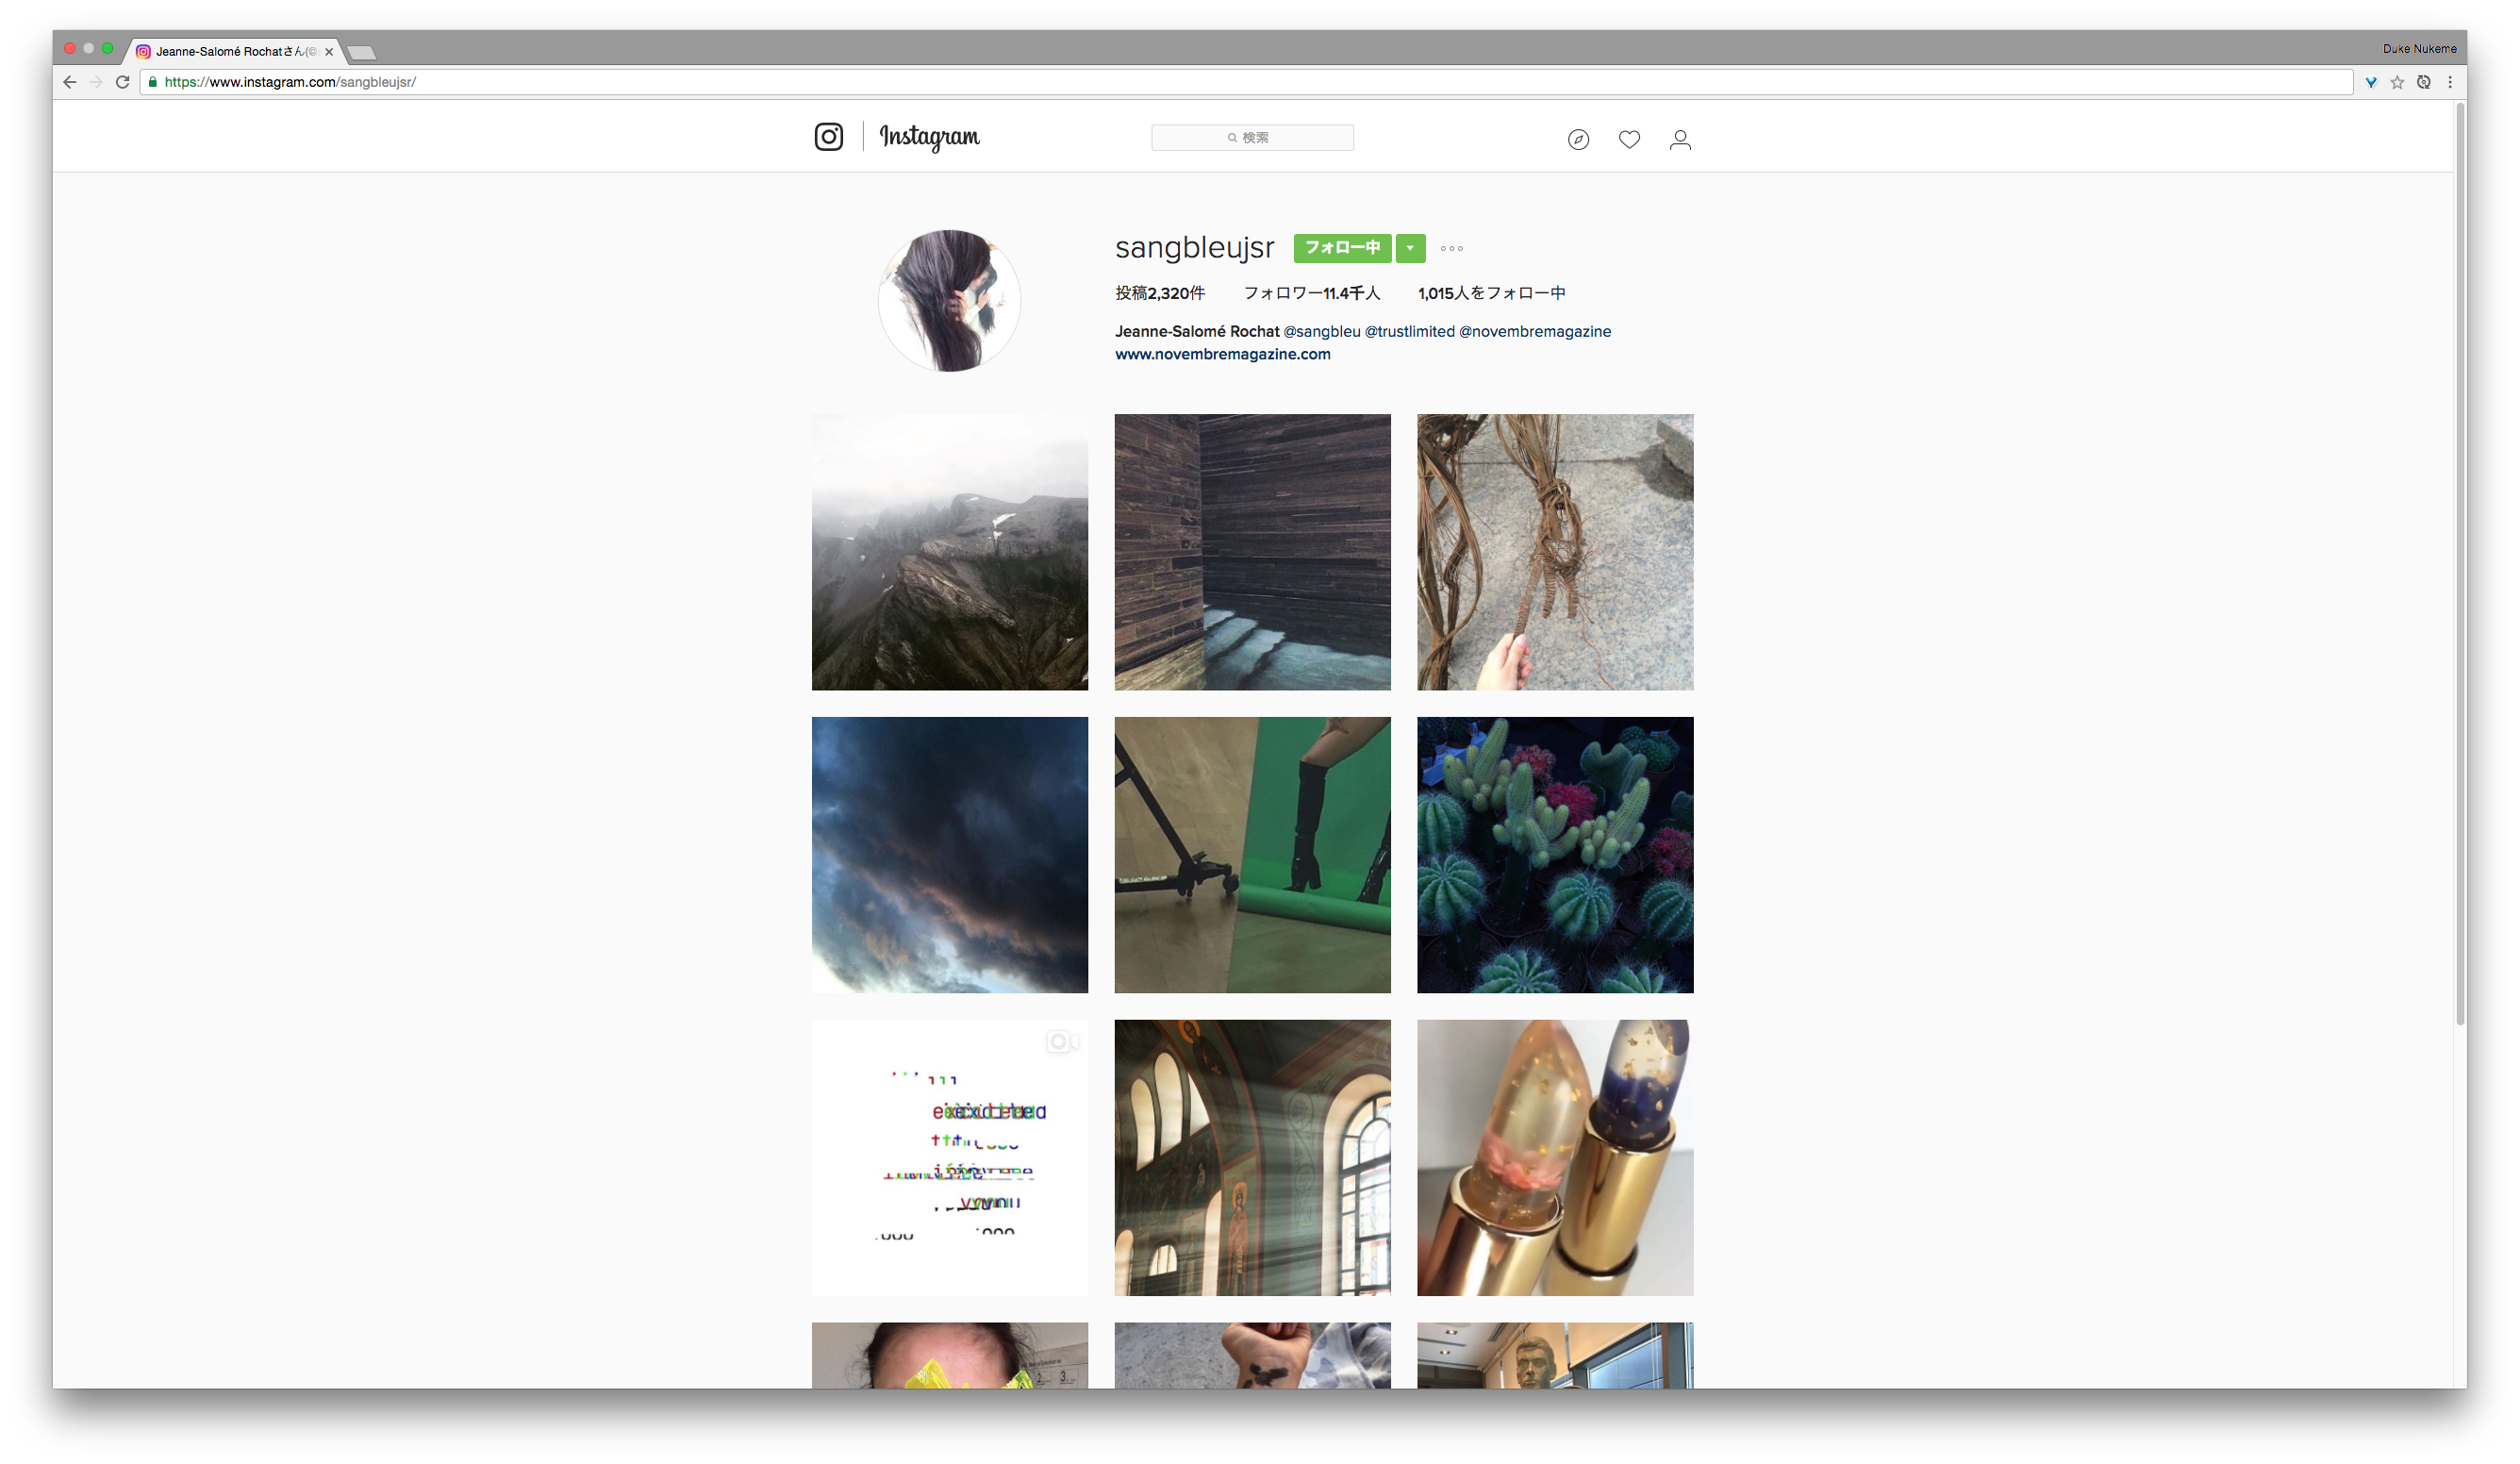 Jeanne-Salomé Rochatさん(@
Duke Nukeme
https://www.instagram.com/sangbleujsr/
Instagram
検索
sangbleujsr フォロー中
投稿2,320件 フォロワー11.4千人 1,015人をフォロー中
Jeanne-Salomé Rochat @sangbleu @trustlimited @novembremagazine
www.novembremagazine.com
2. 3.